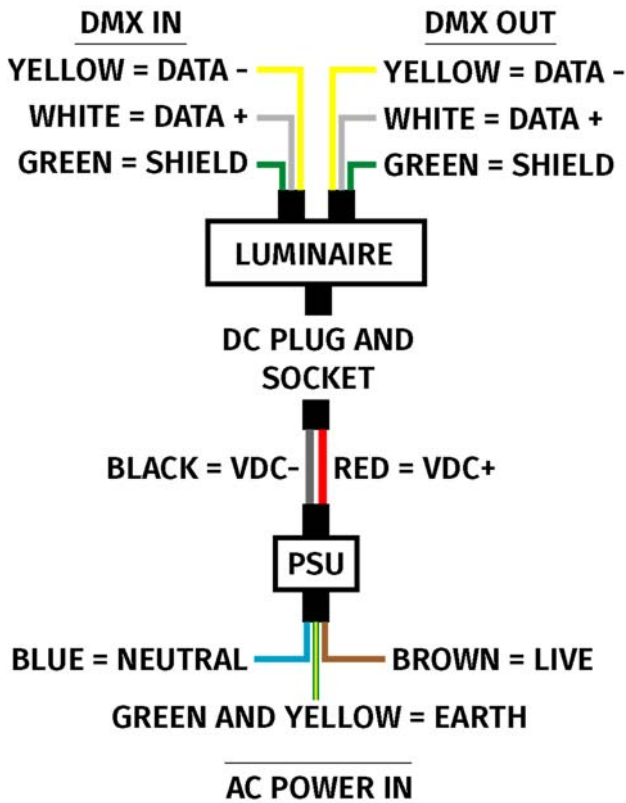 DMX IN
DMX OUT
YELLOW = DATA -
YELLOW = DATA -
WHITE = DATA +
WHITE = DATA +
GREEN = SHIELD
GREEN = SHIELD
LUMINAIRE
DC PLUG AND
SOCKET
BLACK = VDC-
RED = VDC+
PSU
BLUE = NEUTRAL
BROWN = LIVE
GREEN AND YELLOW = EARTH
AC POWER IN